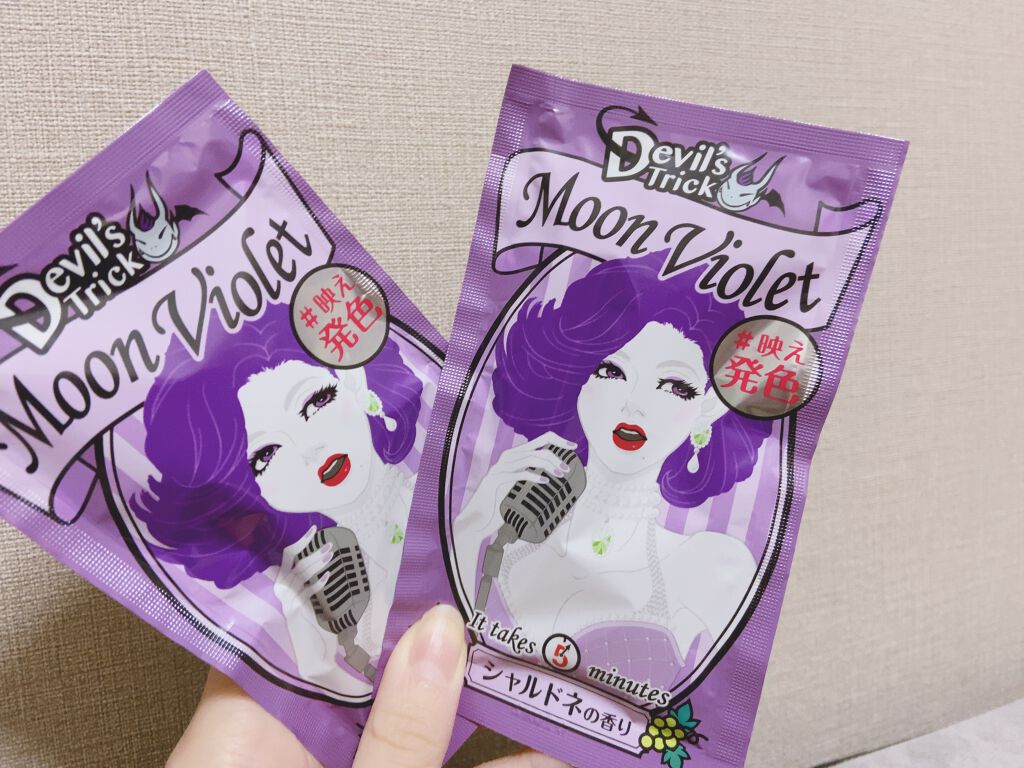 Devil's
Trick
Moon Violet
#映え
発色
Devil's
Trick
Moon Violet
#映え
発色
It takes 5 minutes
シャルドネの香り